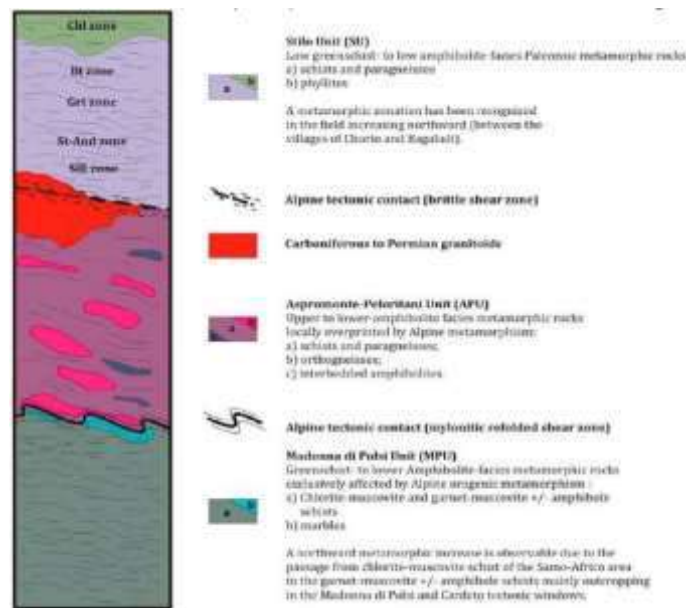 Chl zone
Bt zone
Grt zone
St-And zone
Sill zone
Stilo Unit (SU)
Low greenschist- to low amphibolite-facies Paleozoic metamorphic rocks
a) schists and paragneisses
b) phyllites
A metamorphic zonation has been recognised
in the field increasing northward (between the
villages of and
Alpine tectonic contact (brittle shear zone)
Carboniferous to Permian granitoids
Aspromonte-Peloritani Unit (APU)
Upper to lower-amphibolite facies metamorphic rocks
locally overprinted by Alpine metamorphism:
a) schists and paragneisses;
b) orthogneisses;
c) interbedded amphibolites
Alpine tectonic contact (mylonitic refolded shear zone)
Madonna di Polsi Unit (MPU)
Greenschist- to lower Amphibolite-facies metamorphic rocks
exclusively affected by Alpine orogenic metamorphism :
a) Chlorite-muscovite and garnet-muscovite +/- amphibole
schists
b) marbles
A northward metamorphic increase is observable due to the
passage from chlorite-muscovite schist of the Samo-Africo area
to the garnet-muscovite +/- amphibole schists mainly outcropping
in the Madonna di Polsi and Cardeto tectonic windows.